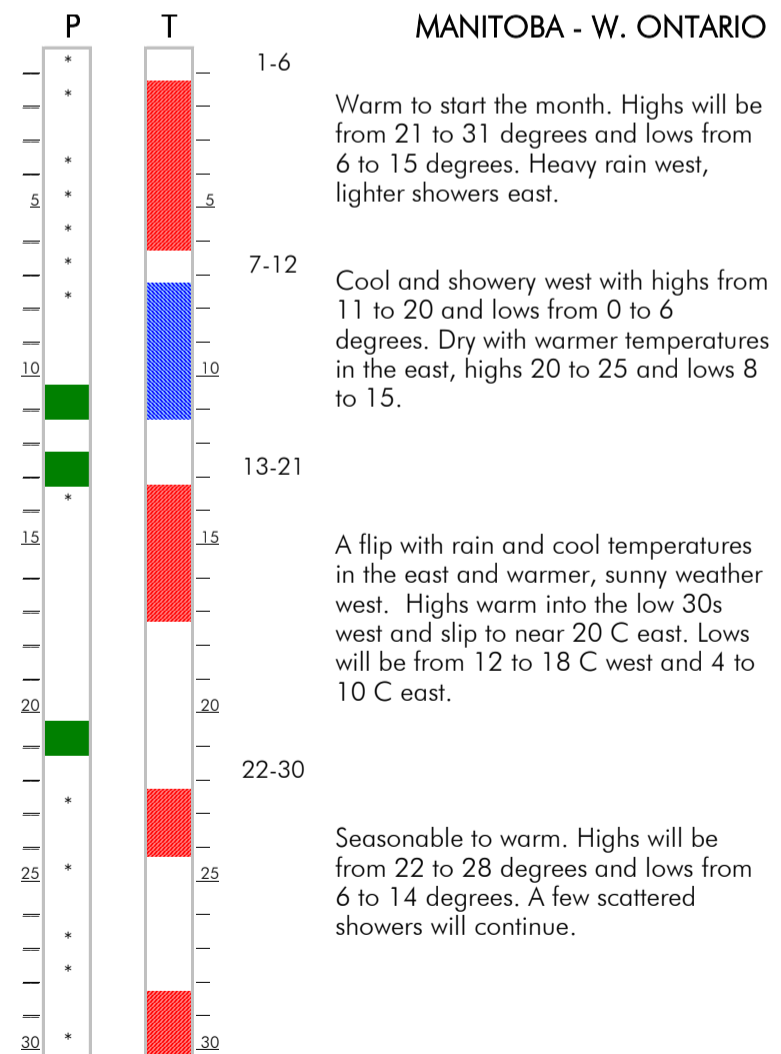 P
T
MANITOBA - W. ONTARIO
*
1-6
*
Warm to start the month. Highs will be
from 21 to 31 degrees and lows from
*
6 to 15 degrees. Heavy rain west,
5 * 5
lighter showers east.
*
* 7-12
Cool and showery west with highs from
*
11 to 20 and lows from 0 to 6
degrees. Dry with warmer temperatures
10 10
in the east, highs 20 to 25 and lows 8
to 15.
13-21
*
15 15
A flip with rain and cool temperatures
in the east and warmer, sunny weather
west.  Highs warm into the low 30s
west and slip to near 20 C east. Lows
will be from 12 to 18 C west and 4 to
10 C east.
20 20
22-30
*
Seasonable to warm. Highs will be
25 * 25
from 22 to 28 degrees and lows from
6 to 14 degrees. A few scattered
showers will continue.
*
*
30 * 30